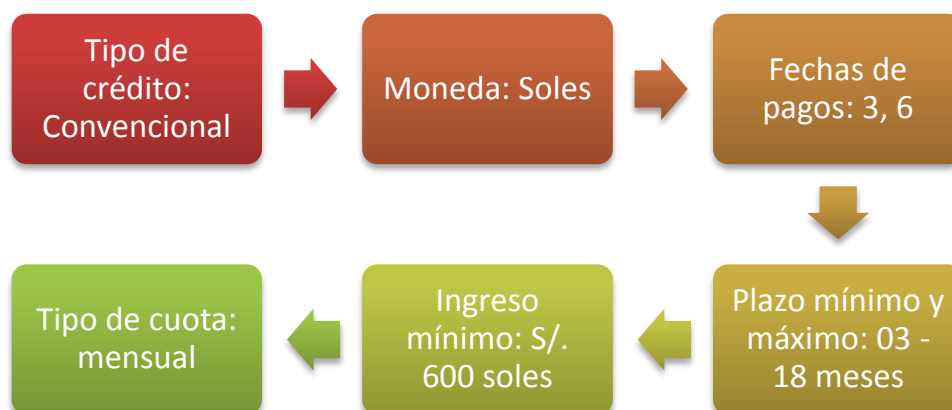 Tipo de
crédito:
Convencional
Moneda: Soles
Fechas de
pagos: 3, 6
Plazo mínimo y
máximo: 03 -
18 meses
Ingreso
mínimo: S/.
600 soles
Tipo de cuota:
mensual